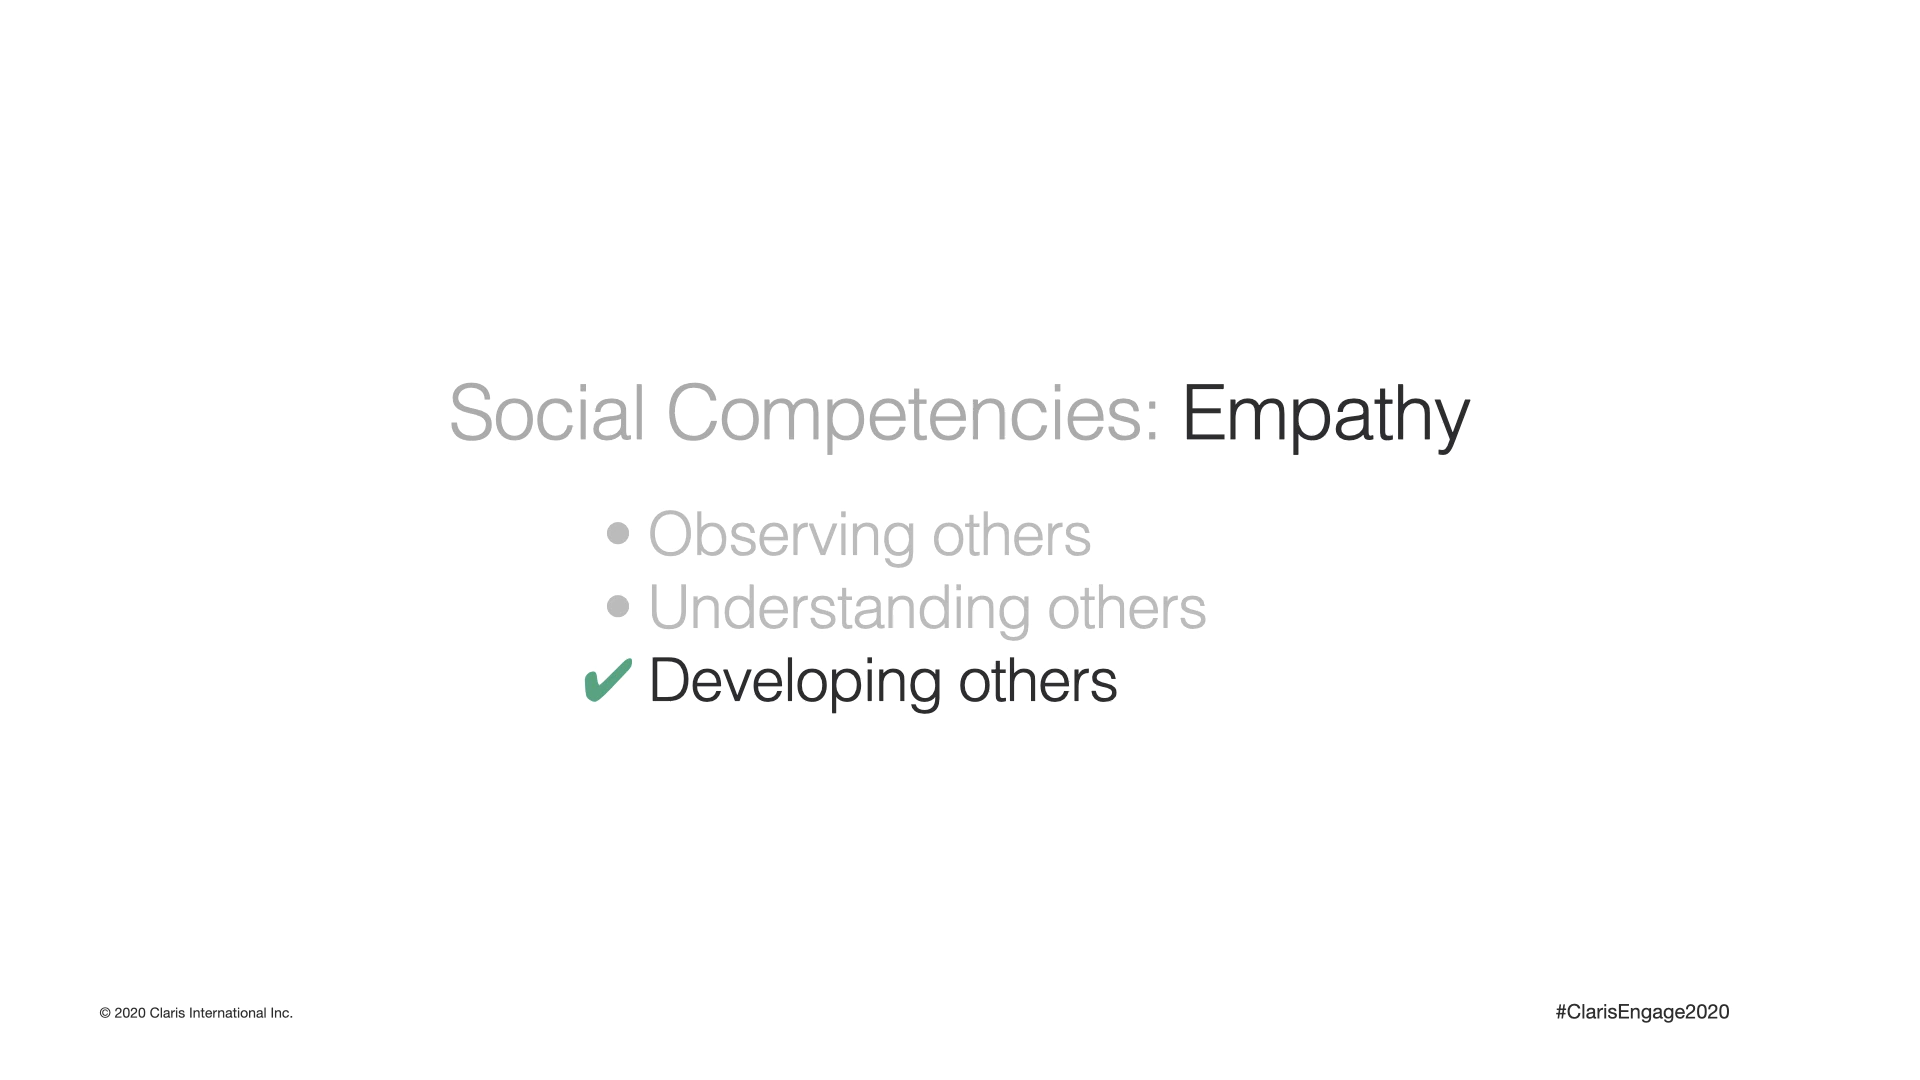 Social Competencies: Empathy
• Observing others
• Understanding others
✔ Developing others
© 2020 Claris International Inc.
#ClarisEngage2020